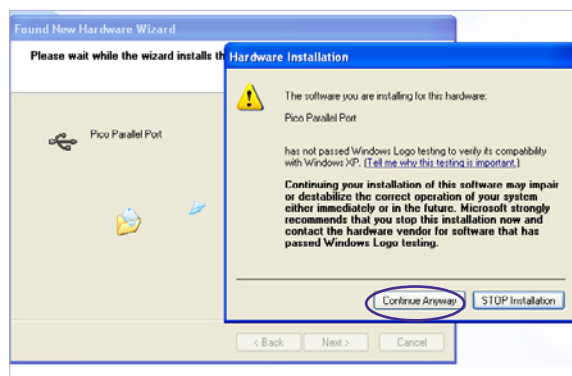 Found New Hardware Wizard
Please wait while the wizard installs th
Pico Parallel Port
Hardware Installation
The software you are installing for this hardware:
Pico Parallel Port
has not passed Windows Logo testing to verify its compatibility
with Windows XP. (Tell me why this testing is important.)
Continuing your installation of this software may impair
or destabilize the correct operation of your system
either immediately or in the future. Microsoft strongly
recommends that you stop this installation now and
contact the hardware vendor for software that has
passed Windows Logo testing.
Continue Anyway
STOP Installation
< Back
Next >
Cancel